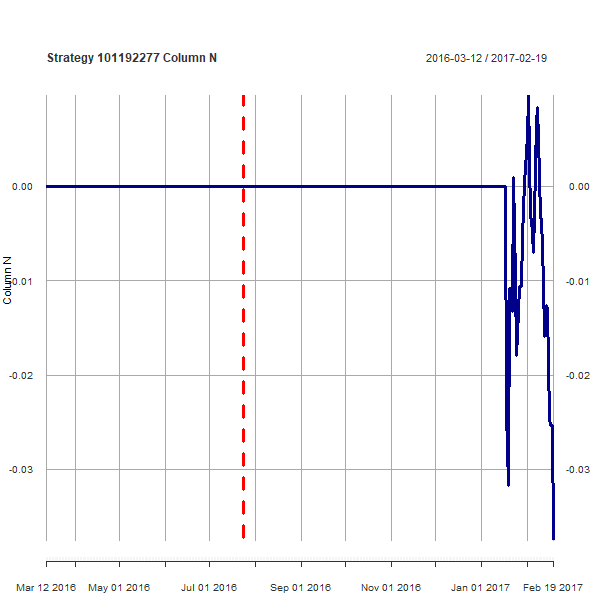 Strategy 101192277 Column N
2016-03-12 / 2017-02-19
0.00 0.00
Column N
-0.01 -0.01
-0.02 -0.02
-0.03 -0.03
Mar 12 2016 May 01 2016 Jul 01 2016 Sep 01 2016 Nov 01 2016 Jan 01 2017 Feb 19 2017